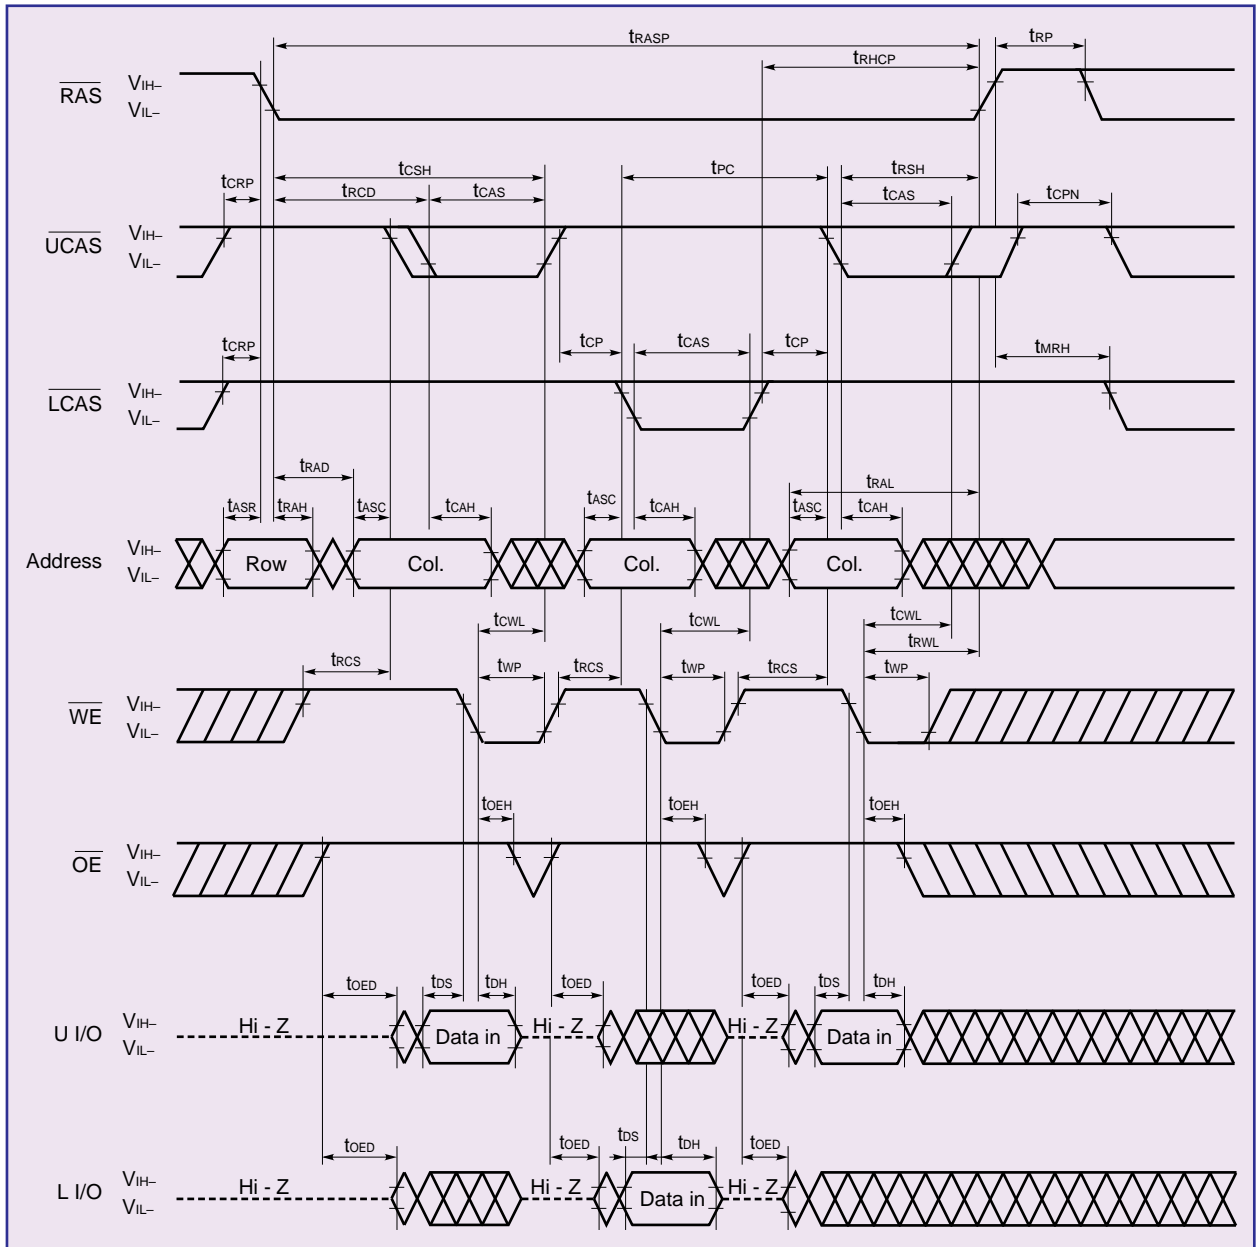 tRASP
tRP
tRHCP
RAS
VIH–
VIL–
tCSH
tPC
tRSH
tCRP
tRCD
tCAS
tCAS
tCPN
UCAS
VIH–
VIL–
tCRP
tCP
tCAS
tCP
tMRH
LCAS
VIH–
VIL–
tRAD
tRAL
tASR
tRAH
tASC
tCAH
tASC
tCAH
tASC
tCAH
Address
VIH–
VIL–
Row
Col.
Col.
Col.
tCWL
tCWL
tCWL
tRWL
tRCS
tWP
tRCS
tWP
tRCS
tWP
WE
VIH–
VIL–
tOEH
tOEH
tOEH
OE
VIH–
VIL–
tOED
tDS
tDH
tOED
tOED
tDS
tDH
U I/O
VIH–
VIL–
Hi - Z
Data in
Hi - Z
Hi - Z
Data in
tOED
tOED
tDS
tDH
tOED
L I/O
VIH–
VIL–
Hi - Z
Hi - Z
Data in
Hi - Z